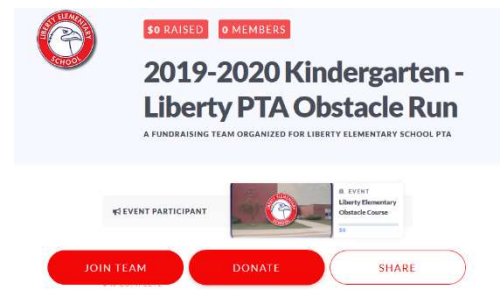 LIBERTY ELEMENTARY
SCHOOL
$0 RAISED
0 MEMBERS
2019-2020 Kindergarten -
Liberty PTA Obstacle Run
A FUNDRAISING TEAM ORGANIZED FOR LIBERTY ELEMENTARY SCHOOL PTA
EVENT PARTICIPANT
EVENT
Liberty Elementary
Obstacle Course
$0
JOIN TEAM
DONATE
SHARE